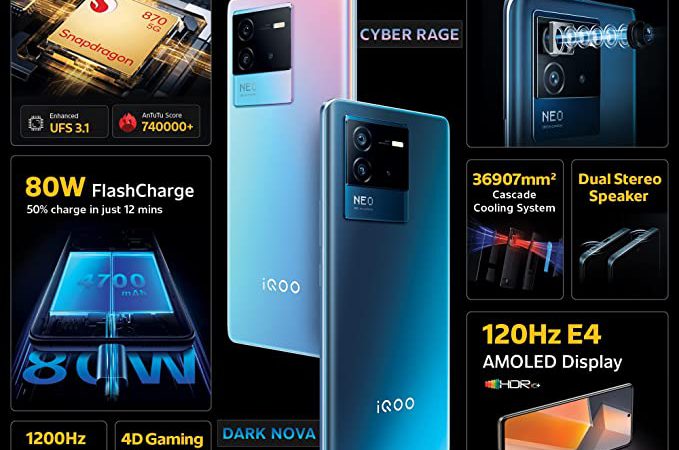 870
5G
Snapdragon
Enhanced
UFS 3.1
AnTuTu Score
740000+
80W FlashCharge
50% charge in just 12 mins
4700
mAh
80W
1200Hz
4D Gaming
CYBER RAGE
NEO
iQOO
NEO
iQOO
DARK NOVA
NEO
36907mm²
Cascade
Cooling System
Dual Stereo
Speaker
120Hz E4
AMOLED Display
HDR